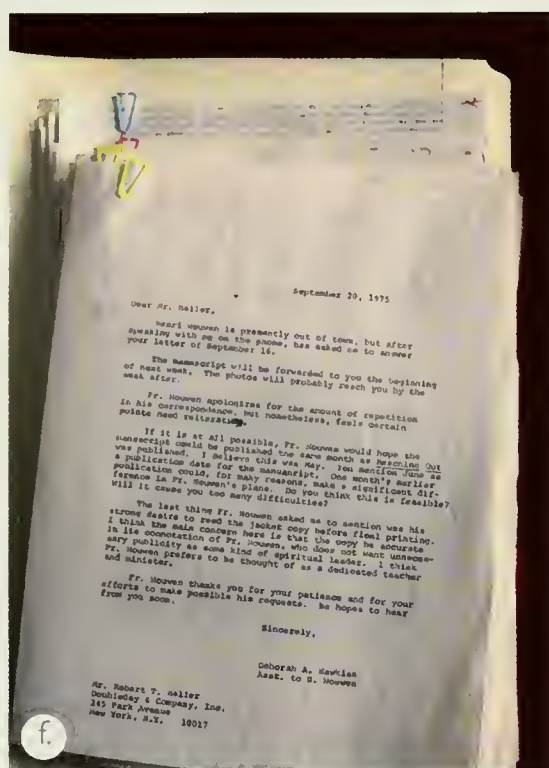 September 20, 1975
Dear Mr. Heller,
Henri Nouwen is presently out of town, but after
speaking with me on the phone, has asked me to answer
your letter of September 16.
The manuscript will be forwarded to you the beginning
of next week. The photos will probably reach you by the
week after.
Fr. Nouwen apologizes for the amount of repetition
in his correspondence, but nonetheless, feels certain
points need reiterating.
If it is at all possible, Fr. Nouwen would hope the
manuscript could be published the same month as Reaching Out
was published. I believe this was May. You mention June as
a publication date for the manuscript. One month's earlier
publication could, for many reasons, make a significant dif-
ference in Fr. Nouwen's plans. Do you think this is feasible?
Will it cause you too many difficulties?
The last thing Fr. Nouwen asked me to mention was his
strong desire to read the jacket copy before final printing.
I think the main concern here is that the copy be accurate
in its connotation of Fr. Nouwen, who does not want unneces-
sary publicity as some kind of spiritual leader. I think
Fr. Nouwen prefers to be thought of as a dedicated teacher
and minister.
Fr. Nouwen thanks you for your patience and for your
efforts to make possible his requests. He hopes to hear
from you soon.
Sincerely,
Deborah A. Hawkins
Asst. to H. Nouwen
Mr. Robert T. Heller
Doubleday & Company, Inc.
245 Park Avenue
New York, N.Y. 10017
f.